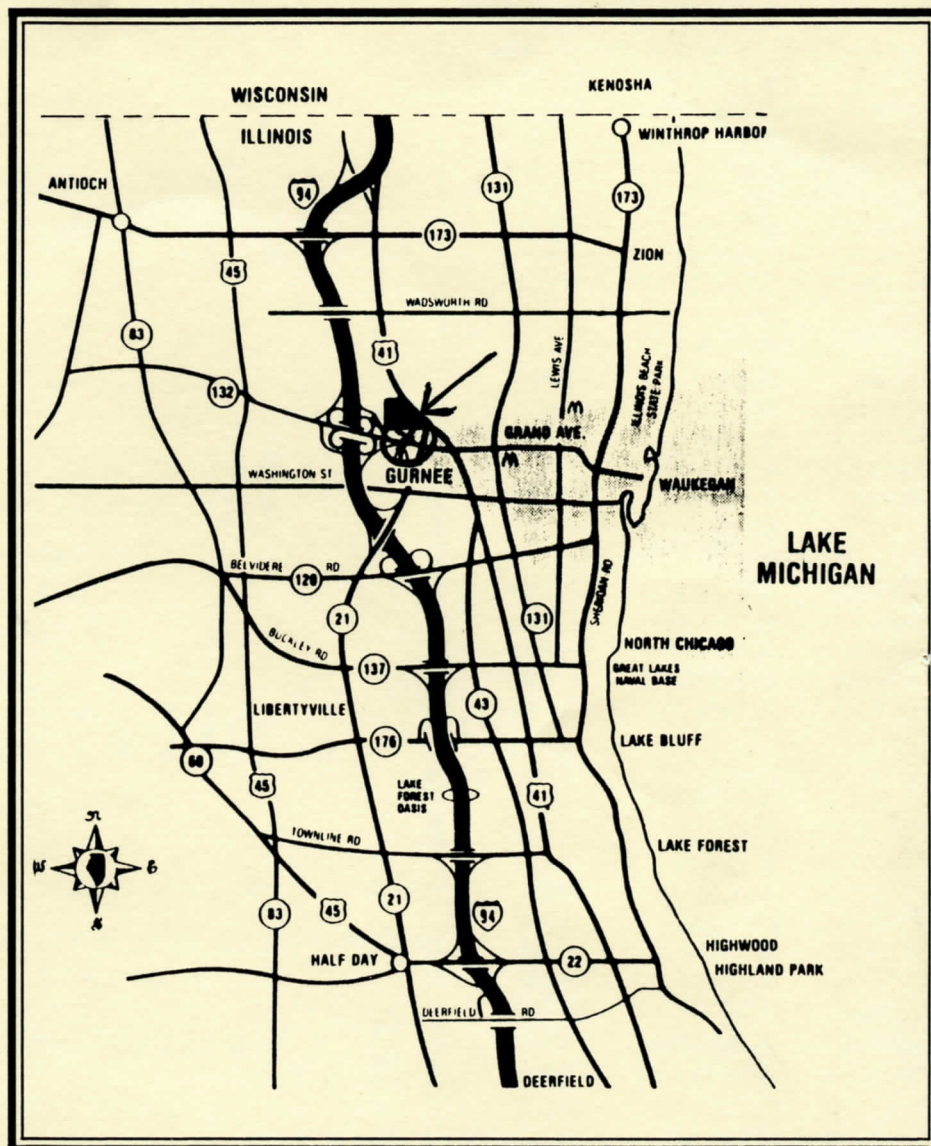 KENOSHA
WISCONSIN
ILLINOIS
WINTHROP HARBOR
ANTIOCH
94
131
173
173
ZION
45
WADSWORTH RD
83
41
LEWIS AVE
ILLINOIS BEACH
STATE PARK
132
GRAND AVE.
WASHINGTON ST
GURNEE
WAUKEGAN
LAKE
MICHIGAN
BELVIDERE RD
120
SHERIDAN RD
21
131
BUCKLEY RD
137
NORTH CHICAGO
GREAT LAKES
NAVAL BASE
LIBERTYVILLE
43
176
LAKE BLUFF
60
45
LAKE
FOREST
OASIS
41
TOWNLINE RD
LAKE FOREST
N
W
E
S
83
45
21
94
HALF DAY
22
HIGHWOOD
HIGHLAND PARK
DEERFIELD RD
DEERFIELD